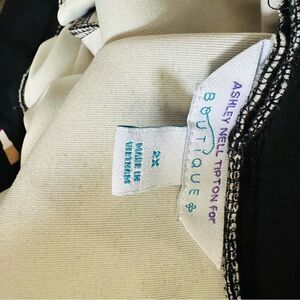 ASHLEY NELL TIPTON for
BOUTIQUE
2X
MADE IN
VIETNAM